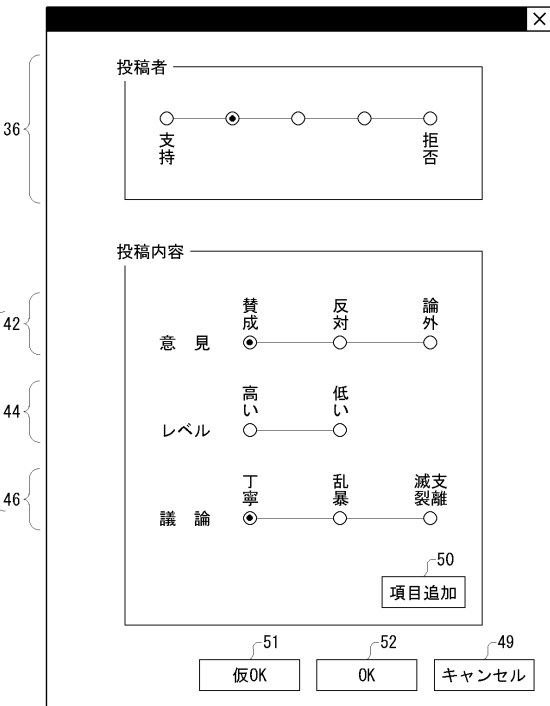 投稿者
36
支持
拒否
投稿内容
賛成
反対
論外
42
意 見
高い
低い
44
レベル
丁寧
乱暴
支離滅裂
46
議 論
50
項目追加
51
52
49
仮OK
OK
キャンセル